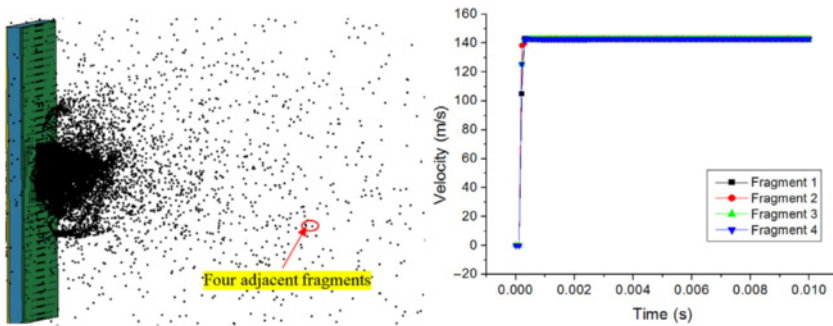 Four adjacent fragments
160
140
120
100
80
60
40
20
0
−20
Velocity (m/s)
Fragment 1
Fragment 2
Fragment 3
Fragment 4
0.000 0.002 0.004 0.006 0.008 0.010
Time (s)